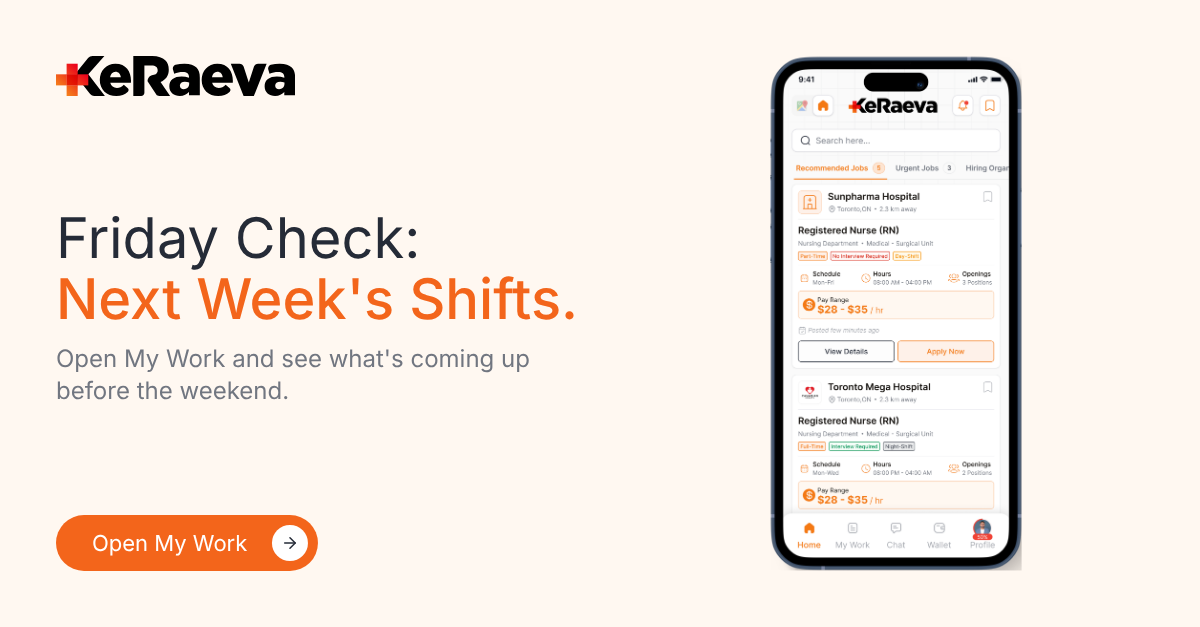 KeRaeva
Friday Check:
Next Week's Shifts.
Open My Work and see what's coming up
before the weekend.
Open My Work
9:41
KeRaeva
Search here...
Recommended Jobs 5 Urgent Jobs 3 Hiring Organ
Sunpharma Hospital
Toronto,ON • 2.3 km away
Registered Nurse (RN)
Nursing Department • Medical - Surgical Unit
Part-Time No Interview Required Day-Shift
Schedule Hours Openings
Mon-Fri 08:00 AM - 04:00 PM 3 Positions
Pay Range
$28 - $35 / hr
Posted few minutes ago
View Details Apply Now
Toronto Mega Hospital
Toronto,ON • 2.3 km away
Registered Nurse (RN)
Nursing Department • Medical - Surgical Unit
Full-Time Interview Required Night-Shift
Schedule Hours Openings
Mon-Wed 08:00 PM - 04:00 AM 2 Positions
Pay Range
$28 - $35 / hr
Home My Work Chat Wallet Profile